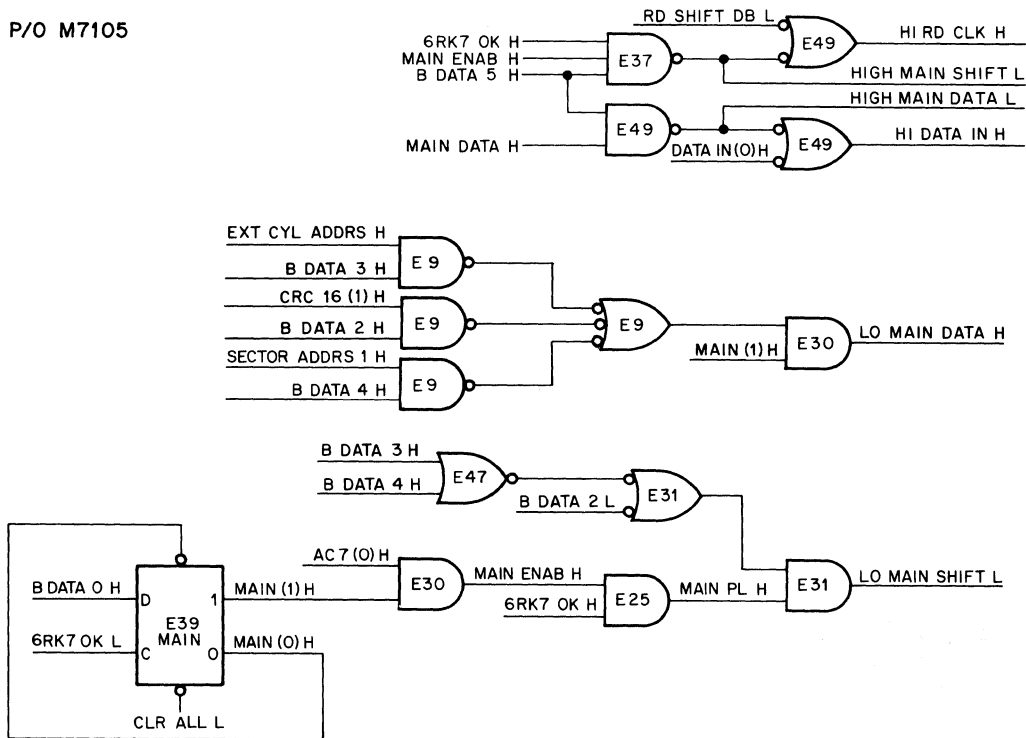 P/O M7105
RD SHIFT DB L
6RK7 OK H
MAIN ENAB H
B DATA 5 H
E37
E49
HI RD CLK H
HIGH MAIN SHIFT L
HIGH MAIN DATA L
MAIN DATA H
E49
DATA IN (0) H
E49
HI DATA IN H
EXT CYL ADDRS H
B DATA 3 H
E9
CRC 16 (1) H
B DATA 2 H
E9
SECTOR ADDRS 1 H
B DATA 4 H
E9
E9
MAIN (1) H
E30
LO MAIN DATA H
B DATA 3 H
B DATA 4 H
E47
B DATA 2 L
E31
AC 7 (0) H
E30
MAIN ENAB H
6RK7 OK H
E25
MAIN PL H
E31
LO MAIN SHIFT L
B DATA 0 H
D
1
MAIN (1) H
E39
MAIN
6RK7 OK L
C
0
MAIN (0) H
CLR ALL L